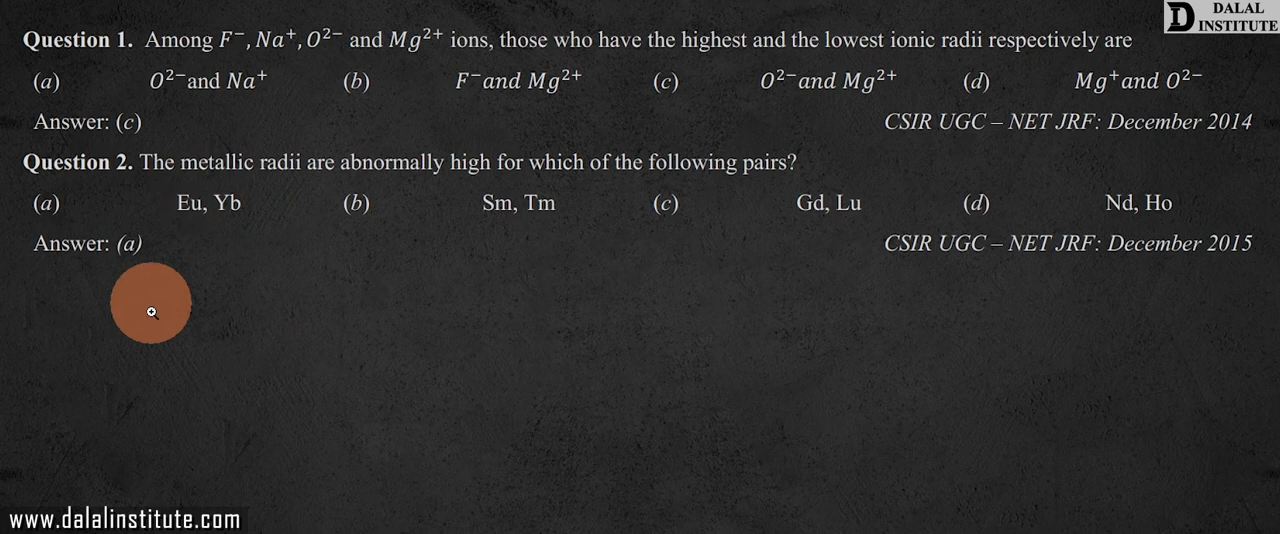 D DALAL
INSTITUTE
Question 1. Among F⁻, Na⁺, O²⁻ and Mg²⁺ ions, those who have the highest and the lowest ionic radii respectively are
(a) O²⁻ and Na⁺ (b) F⁻ and Mg²⁺ (c) O²⁻ and Mg²⁺ (d) Mg⁺ and O²⁻
Answer: (c) CSIR UGC – NET JRF: December 2014
Question 2. The metallic radii are abnormally high for which of the following pairs?
(a) Eu, Yb (b) Sm, Tm (c) Gd, Lu (d) Nd, Ho
Answer: (a) CSIR UGC – NET JRF: December 2015
www.dalalinstitute.com